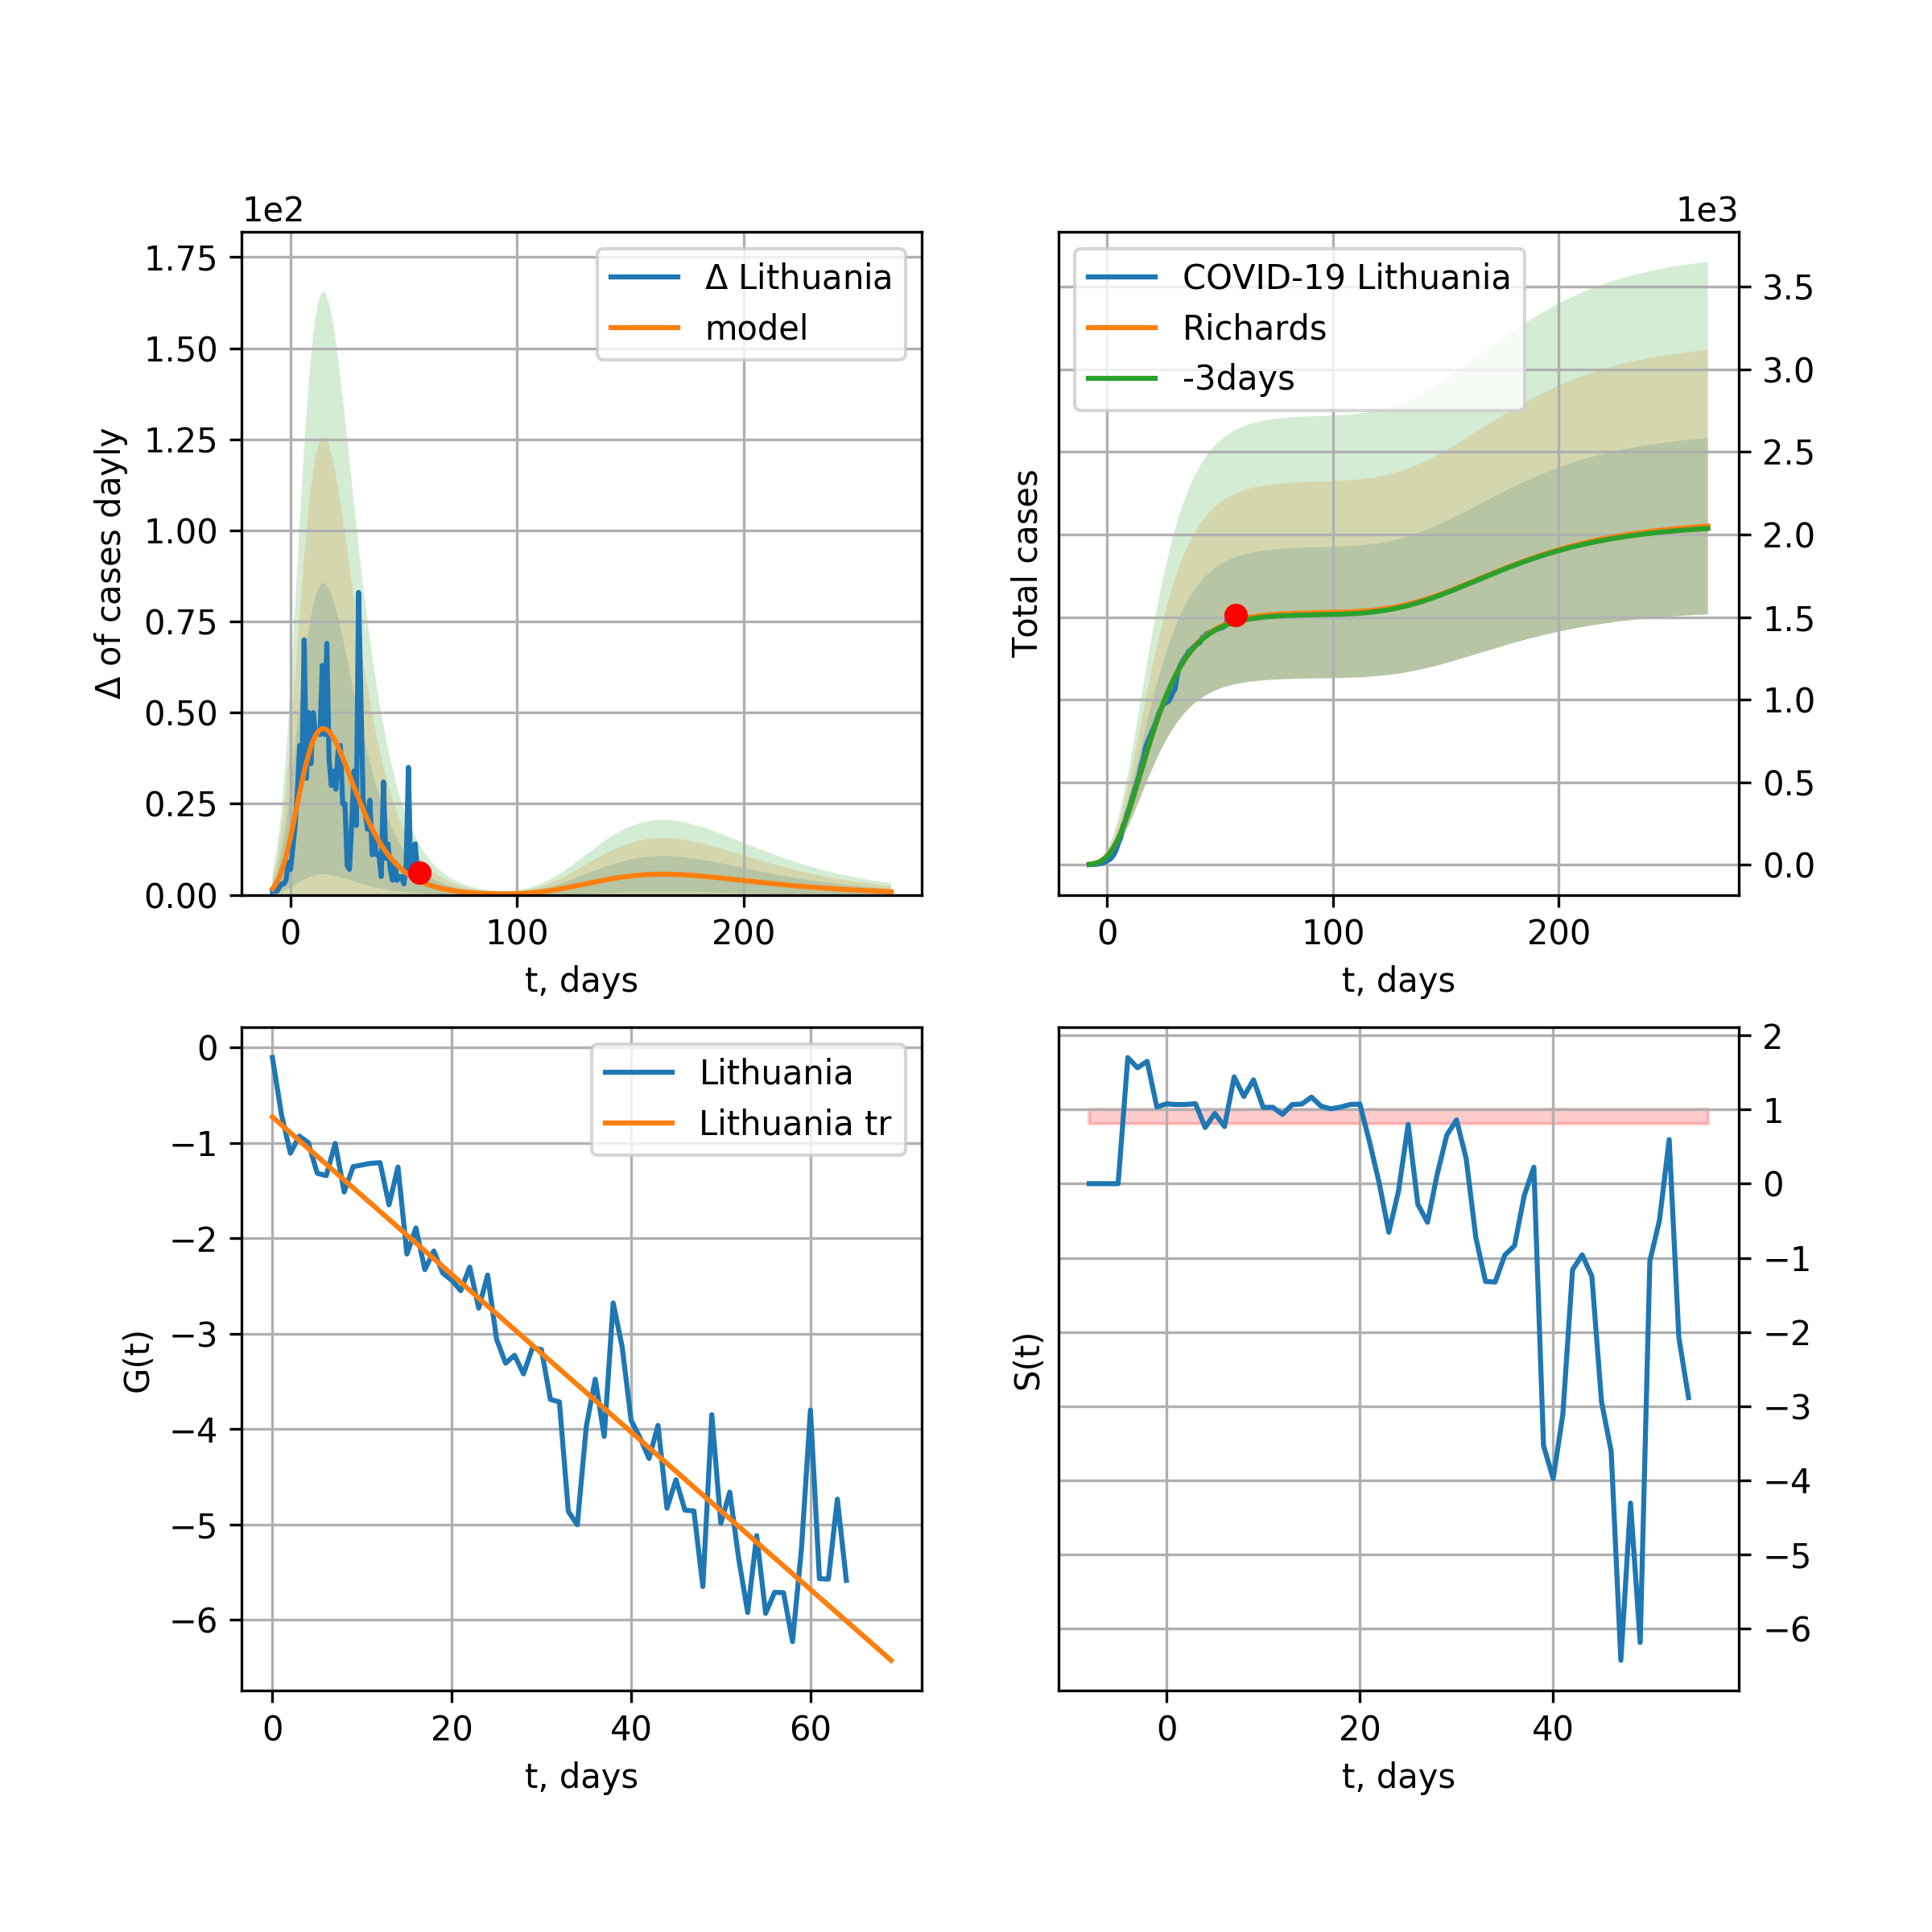 1e2
1.75
1.50
1.25
1.00
0.75
0.50
0.25
0.00
Δ of cases dayly
Δ Lithuania
model
0
100
200
t, days
1e3
COVID-19 Lithuania
Richards
-3days
Total cases
3.5
3.0
2.5
2.0
1.5
1.0
0.5
0.0
0
100
200
t, days
0
−1
−2
−3
−4
−5
−6
G(t)
Lithuania
Lithuania tr
0
20
40
60
t, days
S(t)
2
1
0
−1
−2
−3
−4
−5
−6
0
20
40
t, days